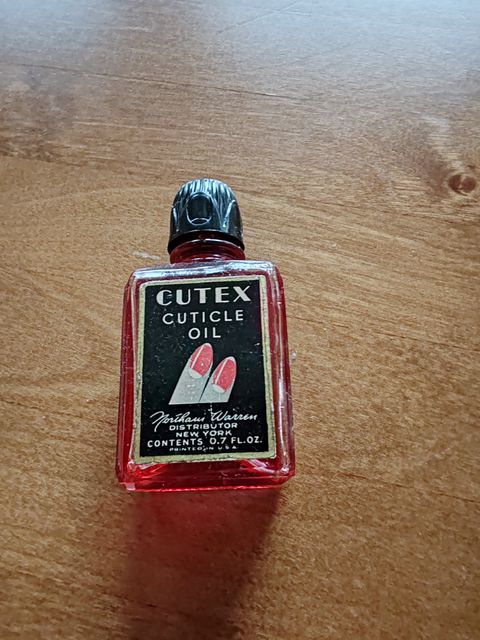 CUTEX
CUTICLE
OIL
Northam Warren
DISTRIBUTOR
NEW YORK
CONTENTS 0.7 FL.OZ.
PRINTED IN U.S.A.